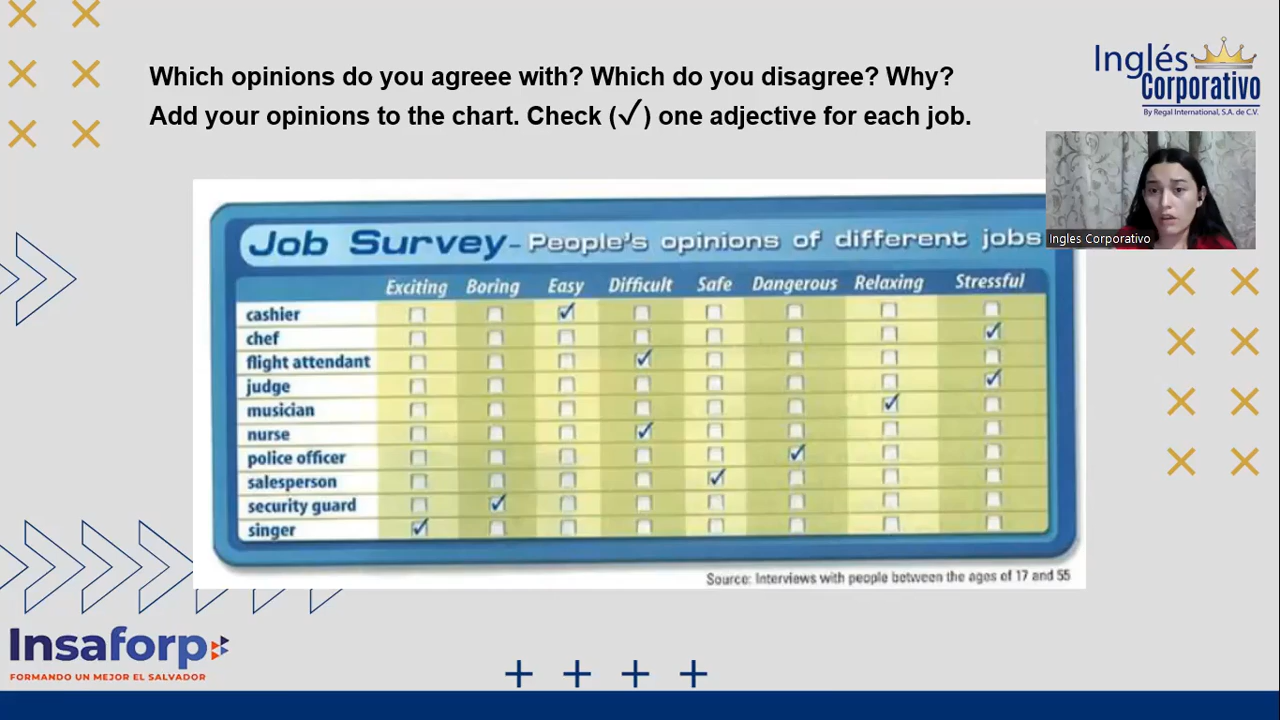 Which opinions do you agreee with? Which do you disagree? Why?
Add your opinions to the chart. Check (✓) one adjective for each job.
Inglés
Corporativo
By Regal International, S.A. de C.V.
Ingles Corporativo
Job Survey– People's opinions of different jobs
Exciting Boring Easy Difficult Safe Dangerous Relaxing Stressful
cashier
chef
flight attendant
judge
musician
nurse
police officer
salesperson
security guard
singer
Source: Interviews with people between the ages of 17 and 55
Insaforp
FORMANDO UN MEJOR EL SALVADOR